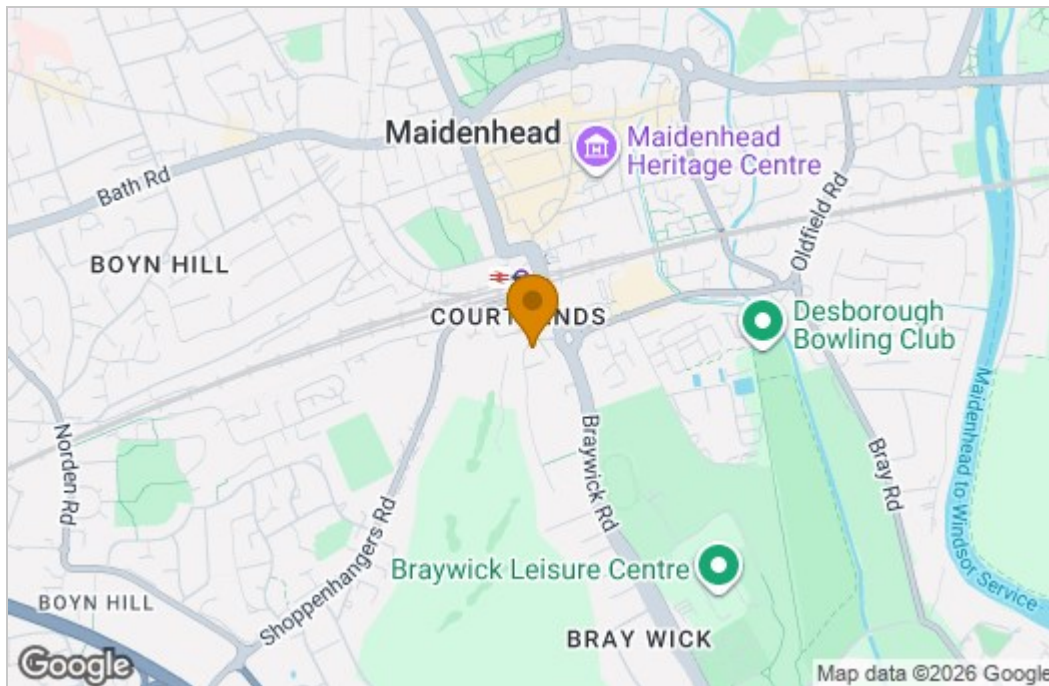 Maidenhead
Maidenhead
Heritage Centre
Bath Rd
Oldfield Rd
BOYN HILL
COURTLANDS
Desborough
Bowling Club
Maidenhead to Windsor Service
Norden Rd
Braywick Rd
Bray Rd
Shoppenhangers Rd
Braywick Leisure Centre
BOYN HILL
BRAY WICK
Google
Map data ©2026 Google